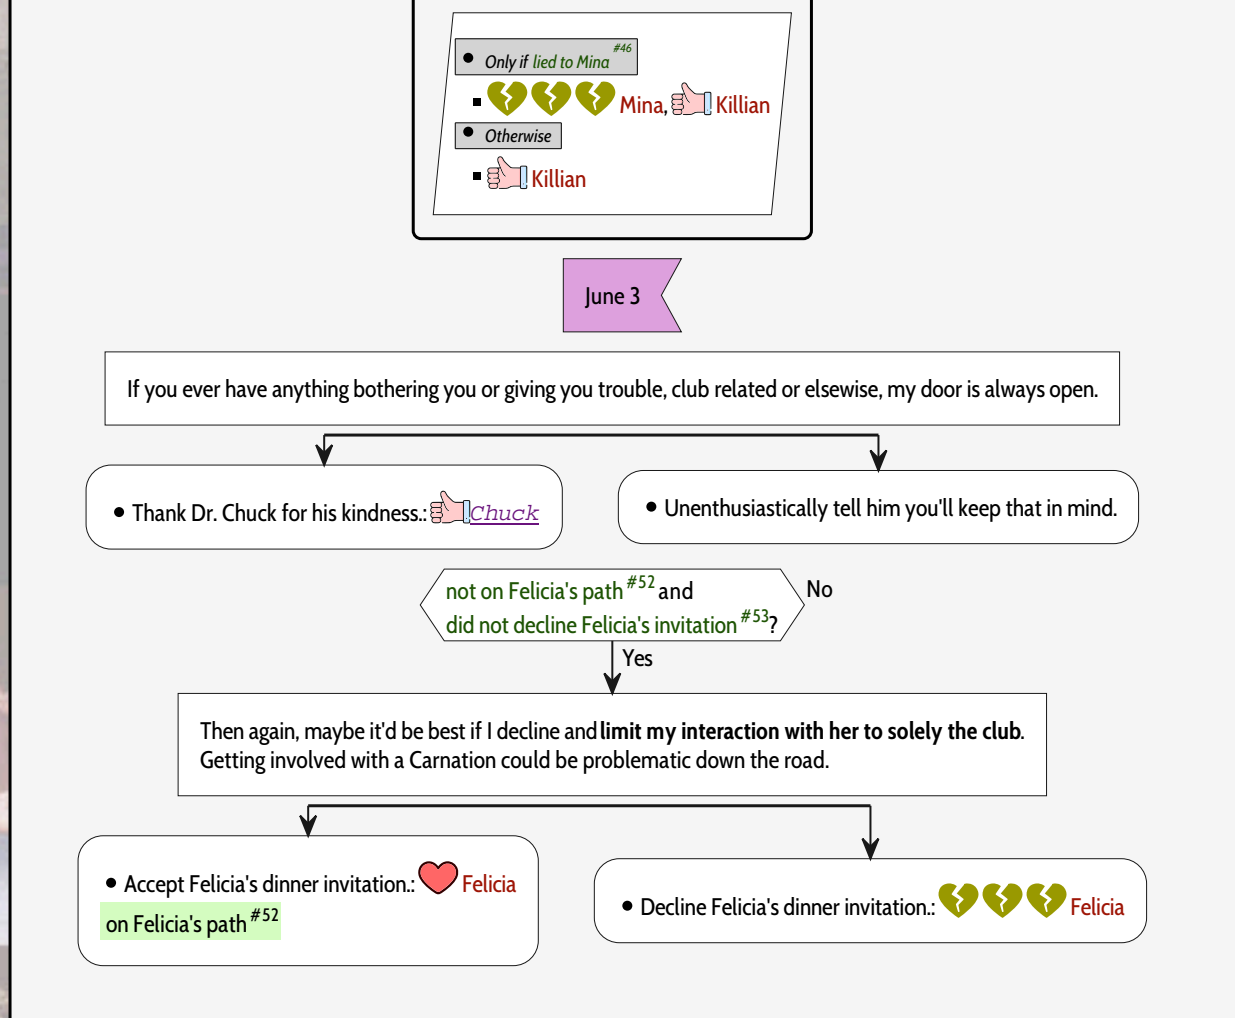 • Only if lied to Mina #46
▪ Mina, Killian
• Otherwise
▪ Killian
June 3
If you ever have anything bothering you or giving you trouble, club related or elsewise, my door is always open.
• Thank Dr. Chuck for his kindness.: Chuck
• Unenthusiastically tell him you'll keep that in mind.
not on Felicia's path #52 and
did not decline Felicia's invitation #53?
No
Yes
Then again, maybe it'd be best if I decline and limit my interaction with her to solely the club.
Getting involved with a Carnation could be problematic down the road.
• Accept Felicia's dinner invitation.: Felicia
on Felicia's path #52
• Decline Felicia's dinner invitation.: Felicia